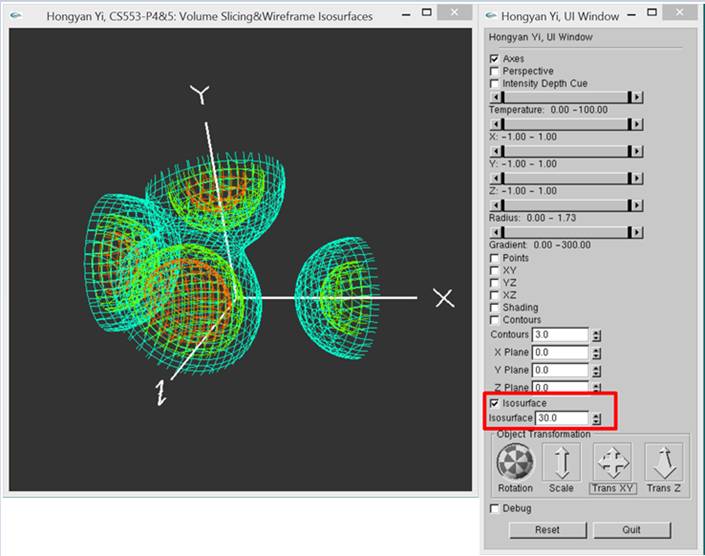 Hongyan Yi, CS553-P4&5: Volume Slicing&Wireframe Isosurfaces
Y
X
Z
Hongyan Yi, UI Window
Hongyan Yi, UI Window
Axes
Perspective
Intensity Depth Cue
Temperature: 0.00 -100.00
X: -1.00 - 1.00
Y: -1.00 - 1.00
Z: -1.00 - 1.00
Radius: 0.00 - 1.73
Gradient: 0.00 -300.00
Points
XY
YZ
XZ
Shading
Contours
Contours 3.0
X Plane 0.0
Y Plane 0.0
Z Plane 0.0
Isosurface
Isosurface 30.0
Object Transformation
Rotation Scale Trans XY Trans Z
Debug
Reset Quit